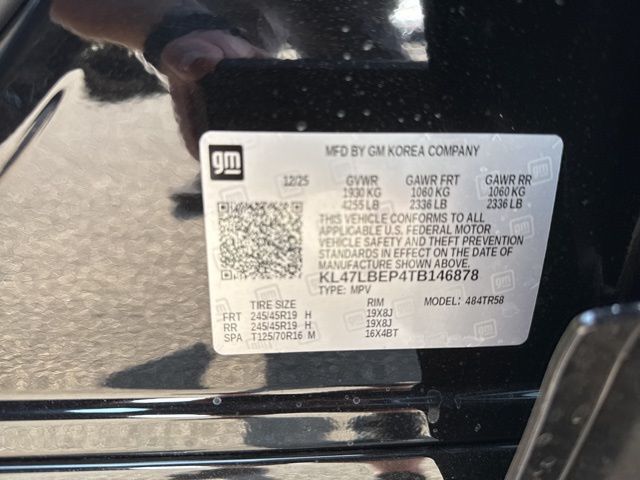 gm
MFD BY GM KOREA COMPANY
12/25 GVWR GAWR FRT GAWR RR
1930 KG 1060 KG 1060 KG
4255 LB 2336 LB 2336 LB
THIS VEHICLE CONFORMS TO ALL
APPLICABLE U.S. FEDERAL MOTOR
VEHICLE SAFETY AND THEFT PREVENTION
STANDARDS IN EFFECT ON THE DATE OF
MANUFACTURE SHOWN ABOVE.
KL47LBEP4TB146878
TYPE: MPV MODEL: 484TR58
TIRE SIZE RIM
FRT 245/45R19 H 19X8J
RR 245/45R19 H 19X8J
SPA T125/70R16 M 16X4BT